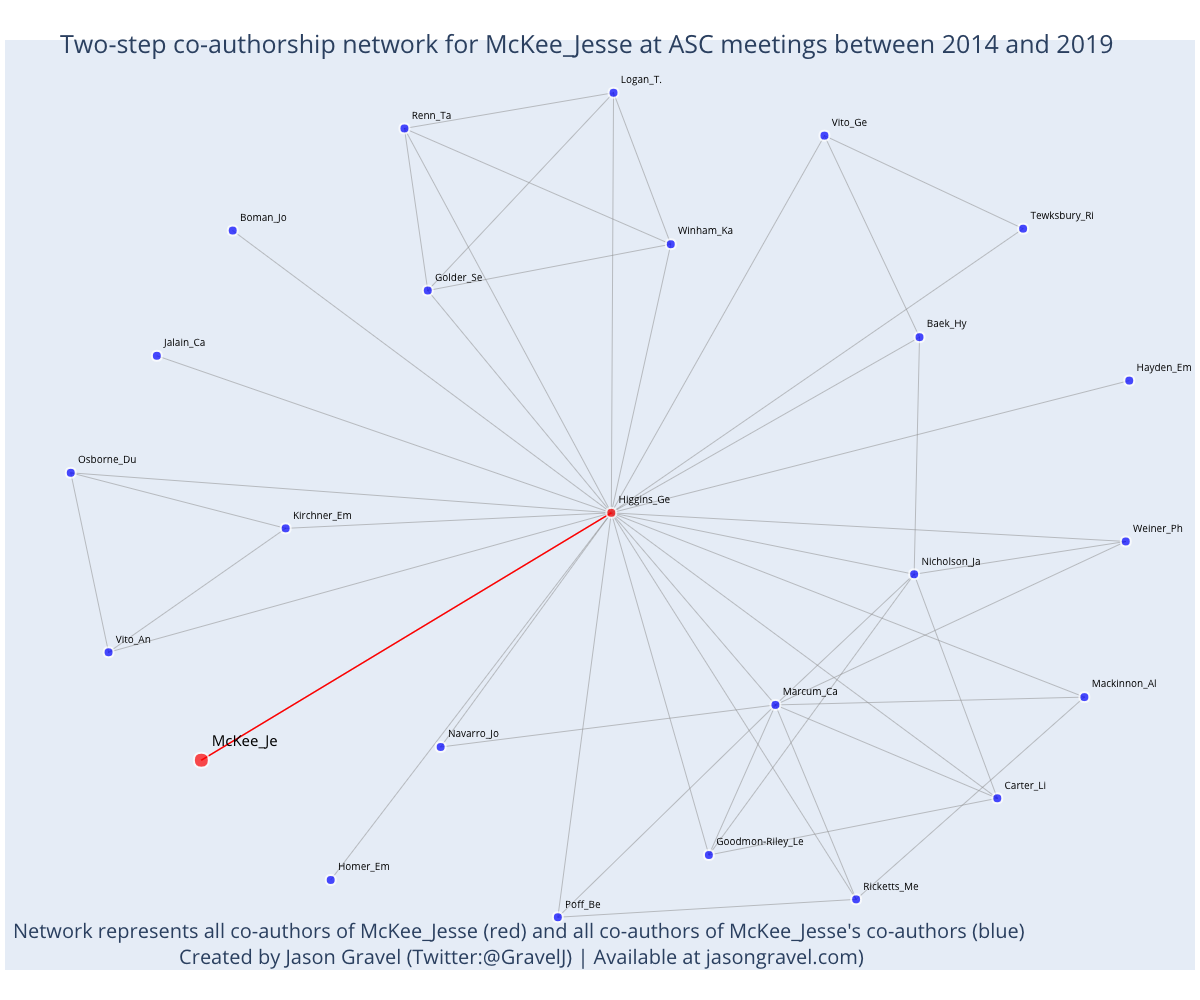 Two-step co-authorship network for McKee_Jesse at ASC meetings between 2014 and 2019
Logan_T.
Renn_Ta
Vito_Ge
Boman_Jo
Tewksbury_Ri
Winham_Ka
Golder_Se
Baek_Hy
Jalain_Ca
Hayden_Em
Osborne_Du
Higgins_Ge
Kirchner_Em
Weiner_Ph
Nicholson_Ja
Vito_An
Mackinnon_Al
Marcum_Ca
McKee_Je
Navarro_Jo
Carter_Li
Goodmon-Riley_Le
Homer_Em
Ricketts_Me
Poff_Be
Network represents all co-authors of McKee_Jesse (red) and all co-authors of McKee_Jesse's co-authors (blue)
Created by Jason Gravel (Twitter:@GravelJ) | Available at jasongravel.com)